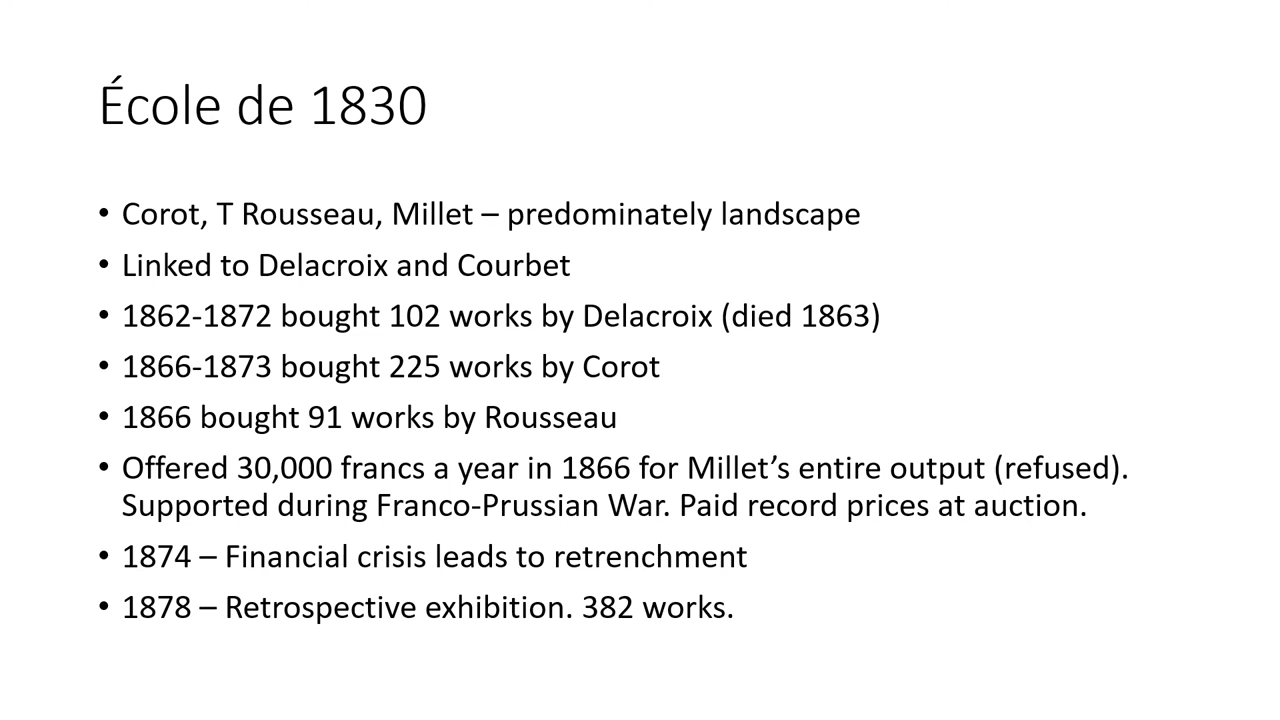 École de 1830
• Corot, T Rousseau, Millet – predominately landscape
• Linked to Delacroix and Courbet
• 1862-1872 bought 102 works by Delacroix (died 1863)
• 1866-1873 bought 225 works by Corot
• 1866 bought 91 works by Rousseau
• Offered 30,000 francs a year in 1866 for Millet’s entire output (refused).
Supported during Franco-Prussian War. Paid record prices at auction.
• 1874 – Financial crisis leads to retrenchment
• 1878 – Retrospective exhibition. 382 works.